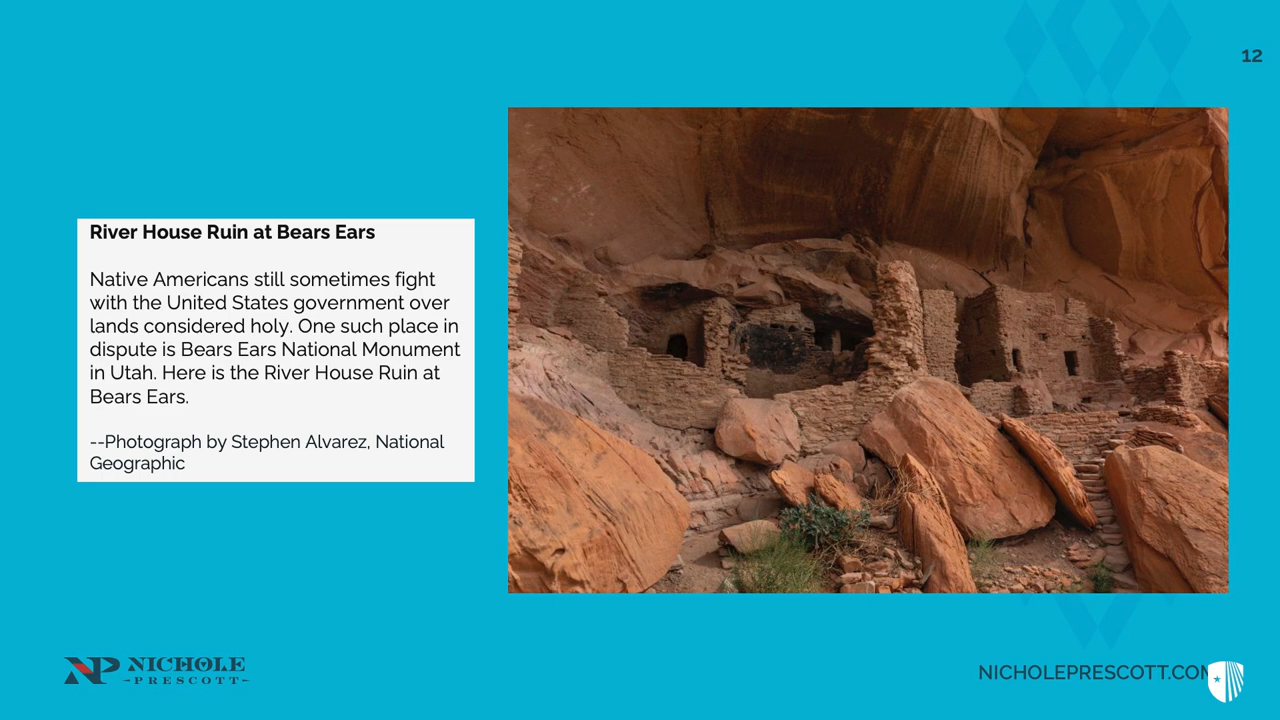 12
River House Ruin at Bears Ears
Native Americans still sometimes fight
with the United States government over
lands considered holy. One such place in
dispute is Bears Ears National Monument
in Utah. Here is the River House Ruin at
Bears Ears.
--Photograph by Stephen Alvarez, National
Geographic
NP NICHOLE
-PRESCOTT-
NICHOLEPRESCOTT.COM